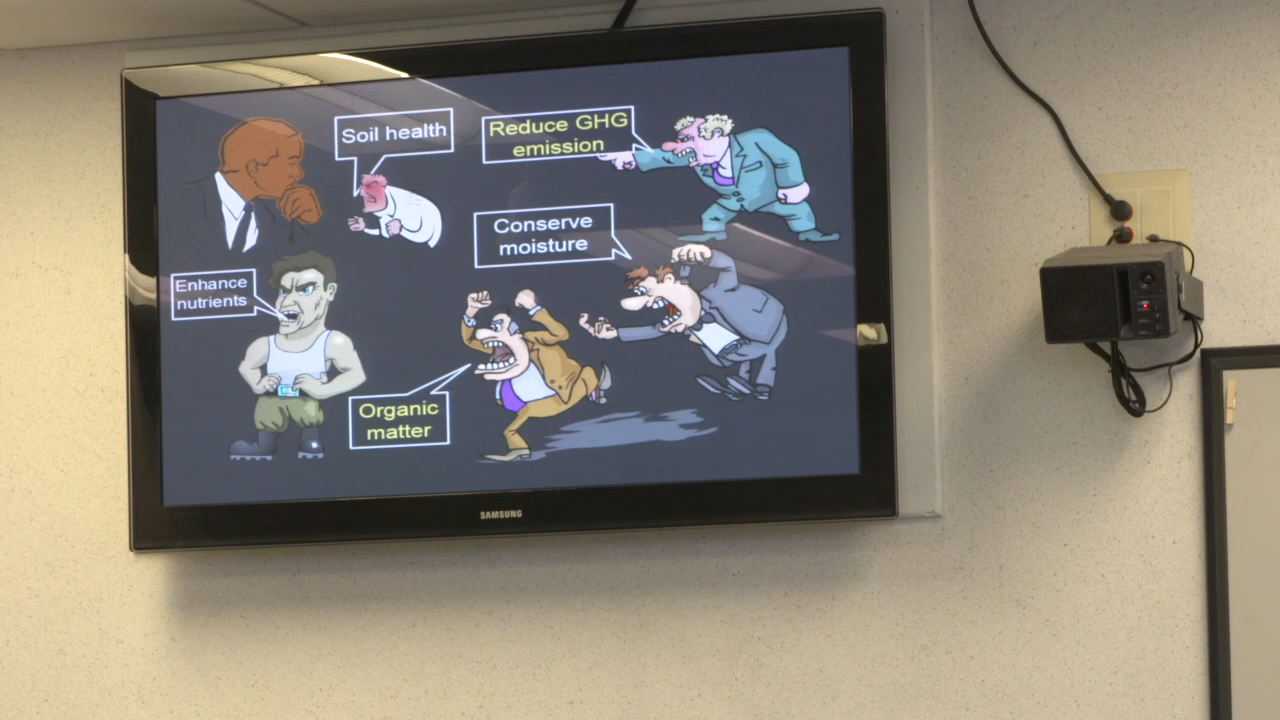 Soil health
Reduce GHG
emission
Conserve
moisture
Enhance
nutrients
Organic
matter
SAMSUNG